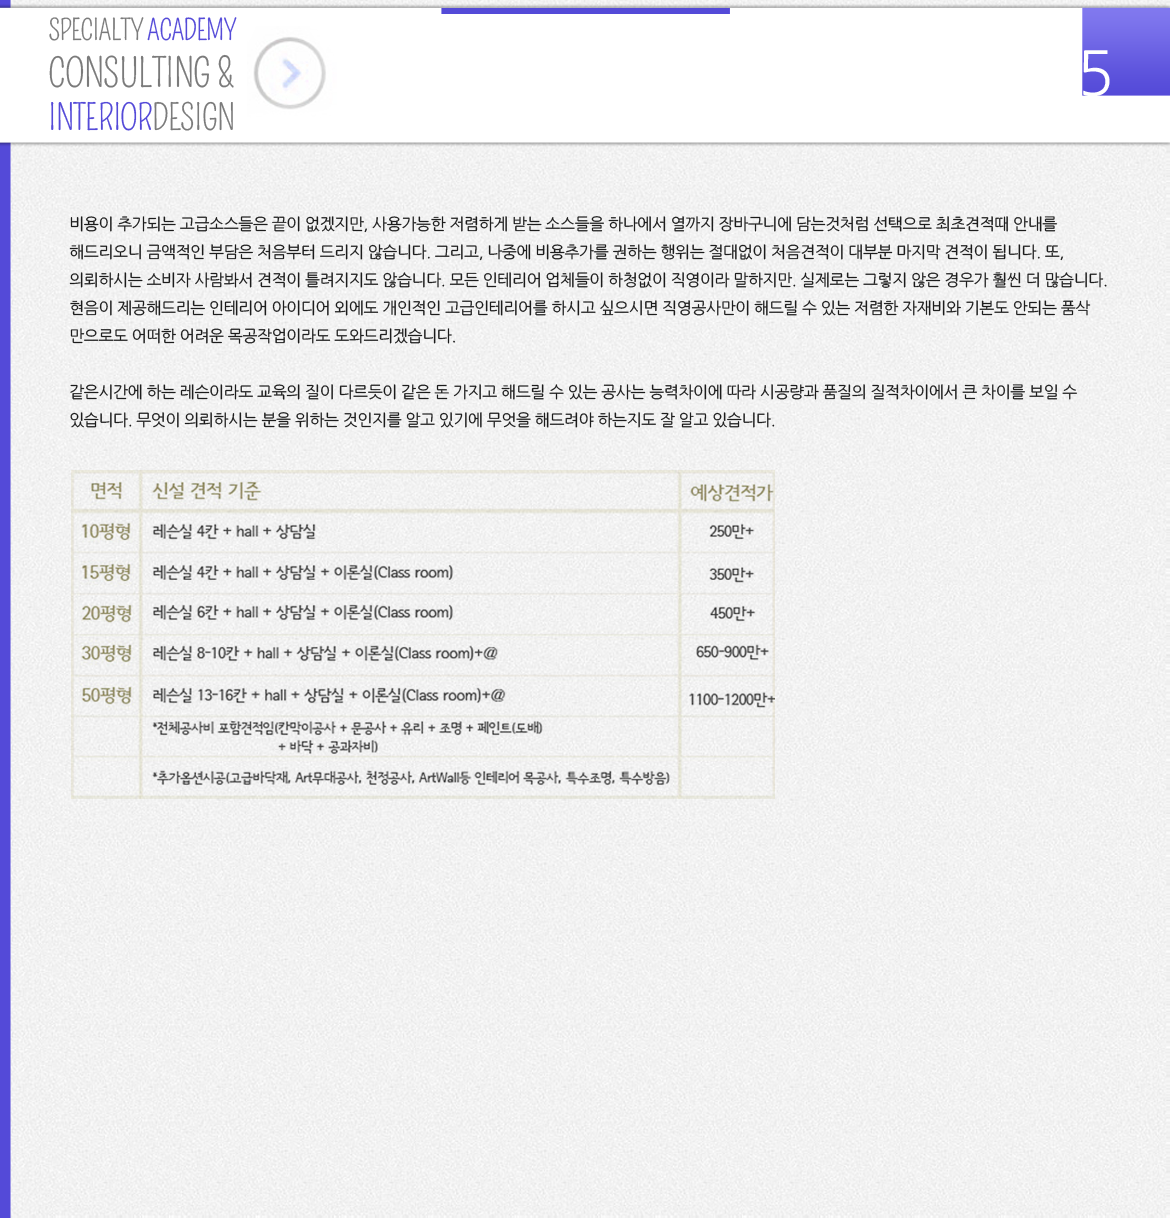 SPECIALTY ACADEMY
CONSULTING &
INTERIORDESIGN
5
비용이 추가되는 고급소스들은 끝이 없겠지만, 사용가능한 저렴하게 받는 소스들을 하나에서 열까지 장바구니에 담는것처럼 선택으로 최초견적때 안내를
해드리오니 금액적인 부담은 처음부터 드리지 않습니다. 그리고, 나중에 비용추가를 권하는 행위는 절대없이 처음견적이 대부분 마지막 견적이 됩니다. 또,
의뢰하시는 소비자 사람봐서 견적이 틀려지지도 않습니다. 모든 인테리어 업체들이 하청없이 직영이라 말하지만. 실제로는 그렇지 않은 경우가 훨씬 더 많습니다.
현음이 제공해드리는 인테리어 아이디어 외에도 개인적인 고급인테리어를 하시고 싶으시면 직영공사만이 해드릴 수 있는 저렴한 자재비와 기본도 안되는 품삭
만으로도 어떠한 어려운 목공작업이라도 도와드리겠습니다.
같은시간에 하는 레슨이라도 교육의 질이 다르듯이 같은 돈 가지고 해드릴 수 있는 공사는 능력차이에 따라 시공량과 품질의 질적차이에서 큰 차이를 보일 수
있습니다. 무엇이 의뢰하시는 분을 위하는 것인지를 알고 있기에 무엇을 해드려야 하는지도 잘 알고 있습니다.
면적 신설 견적 기준 예상견적가
10평형 레슨실 4칸 + hall + 상담실 250만+
15평형 레슨실 4칸 + hall + 상담실 + 이론실(Class room) 350만+
20평형 레슨실 6칸 + hall + 상담실 + 이론실(Class room) 450만+
30평형 레슨실 8-10칸 + hall + 상담실 + 이론실(Class room)+@ 650-900만+
50평형 레슨실 13-16칸 + hall + 상담실 + 이론실(Class room)+@ 1100-1200만+
*전체공사비 포함견적임(칸막이공사 + 문공사 + 유리 + 조명 + 페인트(도배)
+ 바닥 + 공과자비)
*추가옵션시공(고급바닥재, Art무대공사, 천정공사, ArtWall등 인테리어 목공사, 특수조명, 특수방음)